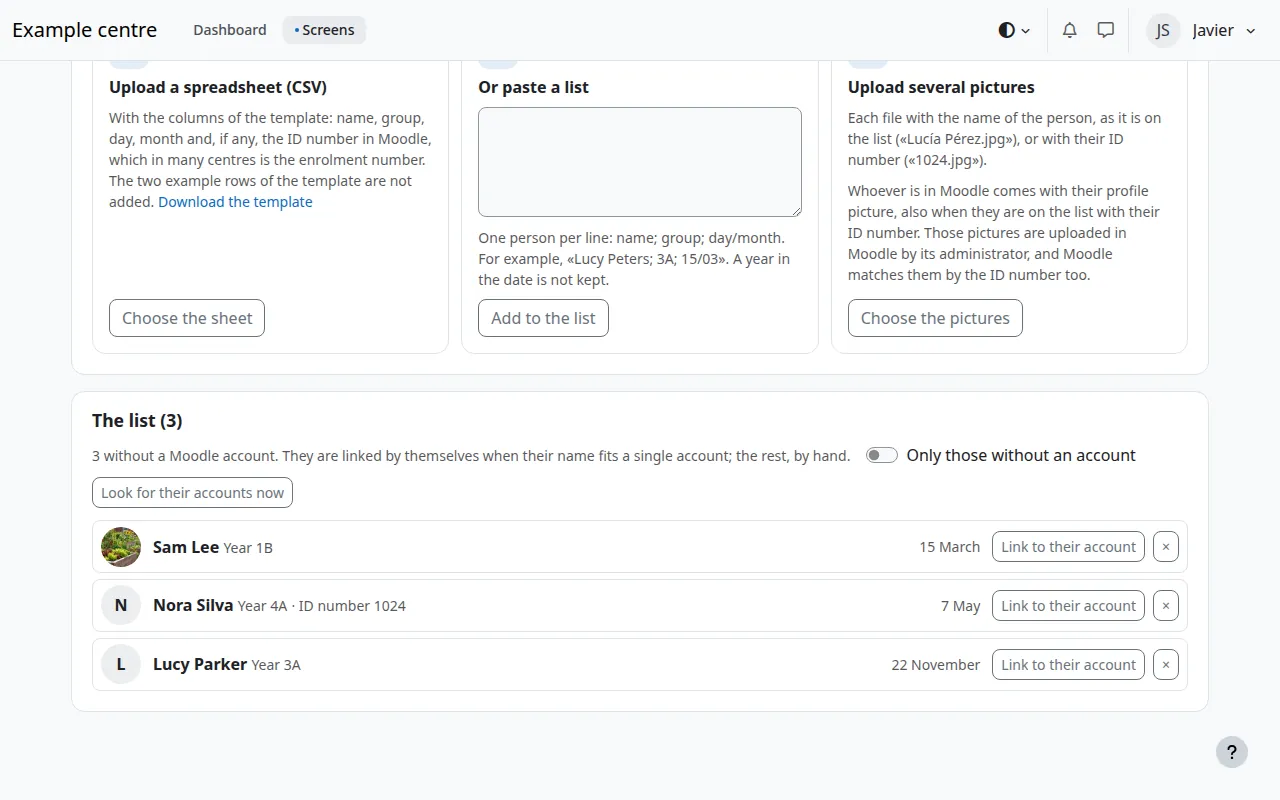 Example centre
Dashboard
Screens
JS
Javier
Upload a spreadsheet (CSV)
With the columns of the template: name, group,
day, month and, if any, the ID number in Moodle,
which in many centres is the enrolment number.
The two example rows of the template are not
added. Download the template
Choose the sheet
Or paste a list
One person per line: name; group; day/month.
For example, «Lucy Peters; 3A; 15/03». A year in
the date is not kept.
Add to the list
Upload several pictures
Each file with the name of the person, as it is on
the list («Lucía Pérez.jpg»), or with their ID
number («1024.jpg»).
Whoever is in Moodle comes with their profile
picture, also when they are on the list with their
ID number. Those pictures are uploaded in
Moodle by its administrator, and Moodle
matches them by the ID number too.
Choose the pictures
The list (3)
3 without a Moodle account. They are linked by themselves when their name fits a single account; the rest, by hand.
Only those without an account
Look for their accounts now
Sam Lee Year 1B 15 March Link to their account ×
N Nora Silva Year 4A · ID number 1024 7 May Link to their account ×
L Lucy Parker Year 3A 22 November Link to their account ×
?